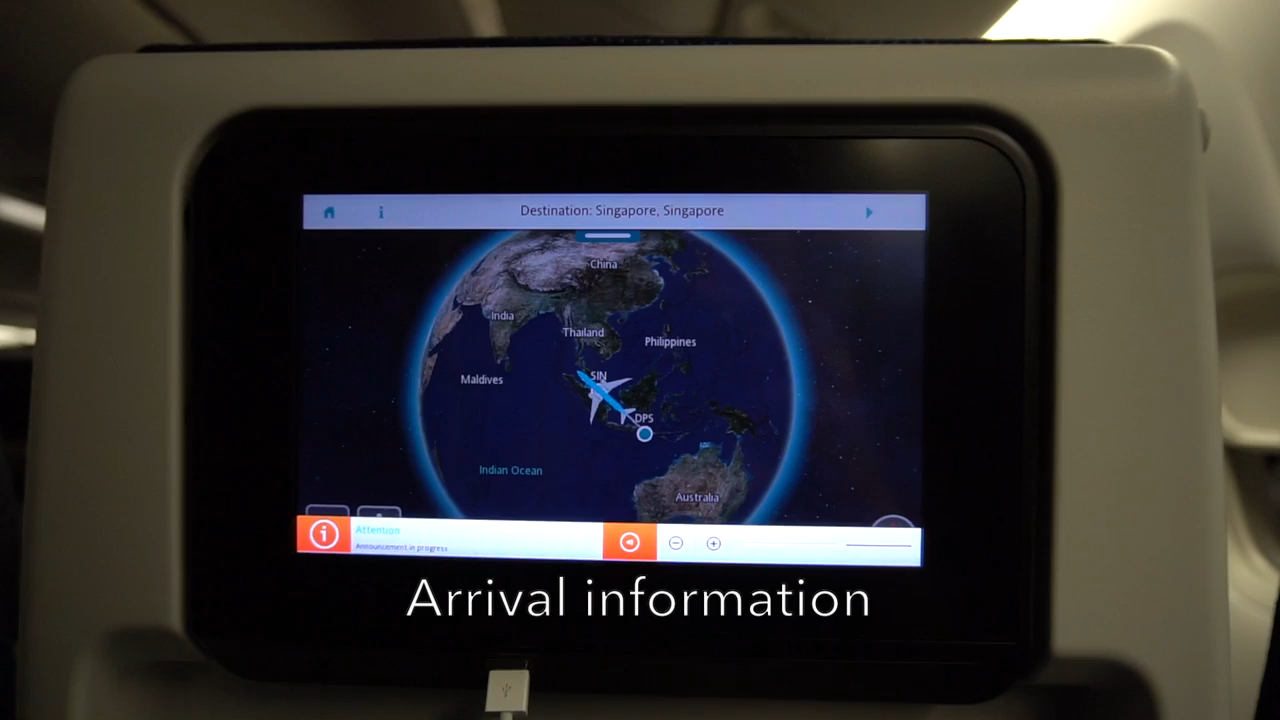 Destination: Singapore, Singapore
China
India
Thailand
Philippines
Maldives
SIN
DPS
Indian Ocean
Australia
Attention
Announcement in progress
Arrival information